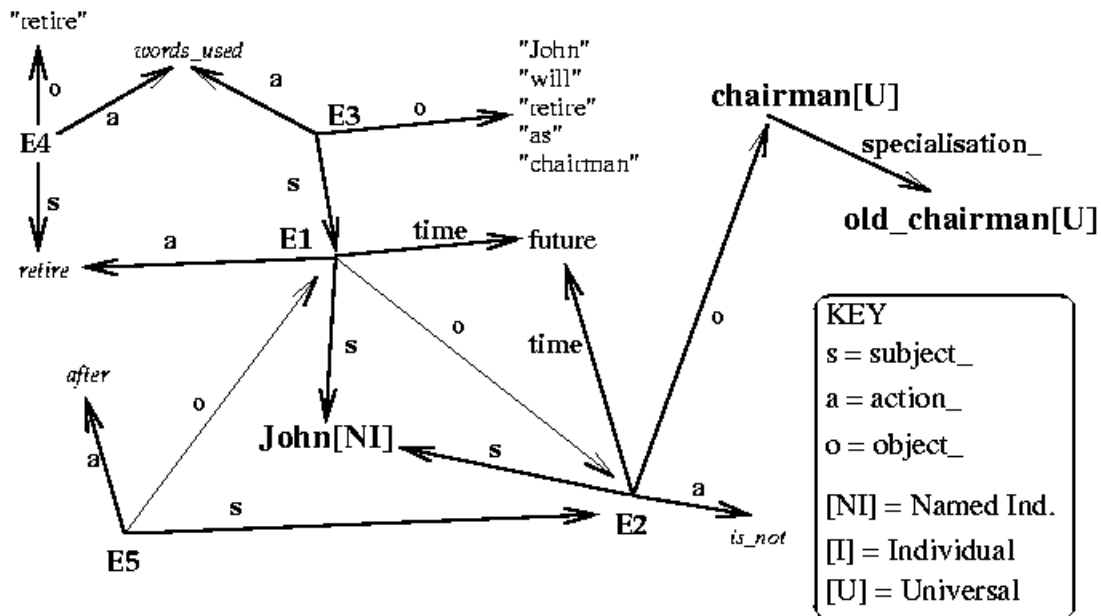 "retire"
words_used
"John"
"will"
"retire"
"as"
"chairman"
o
a
a
E3
o
E4
chairman[U]
specialisation_
s
s
old_chairman[U]
a
E1
time
future
retire
o
o
KEY
s = subject_
s
time
after
a = action_
o
o = object_
John[NI]
s
a
a
[NI] = Named Ind.
s
E2
is_not
E5
[I] = Individual
[U] = Universal